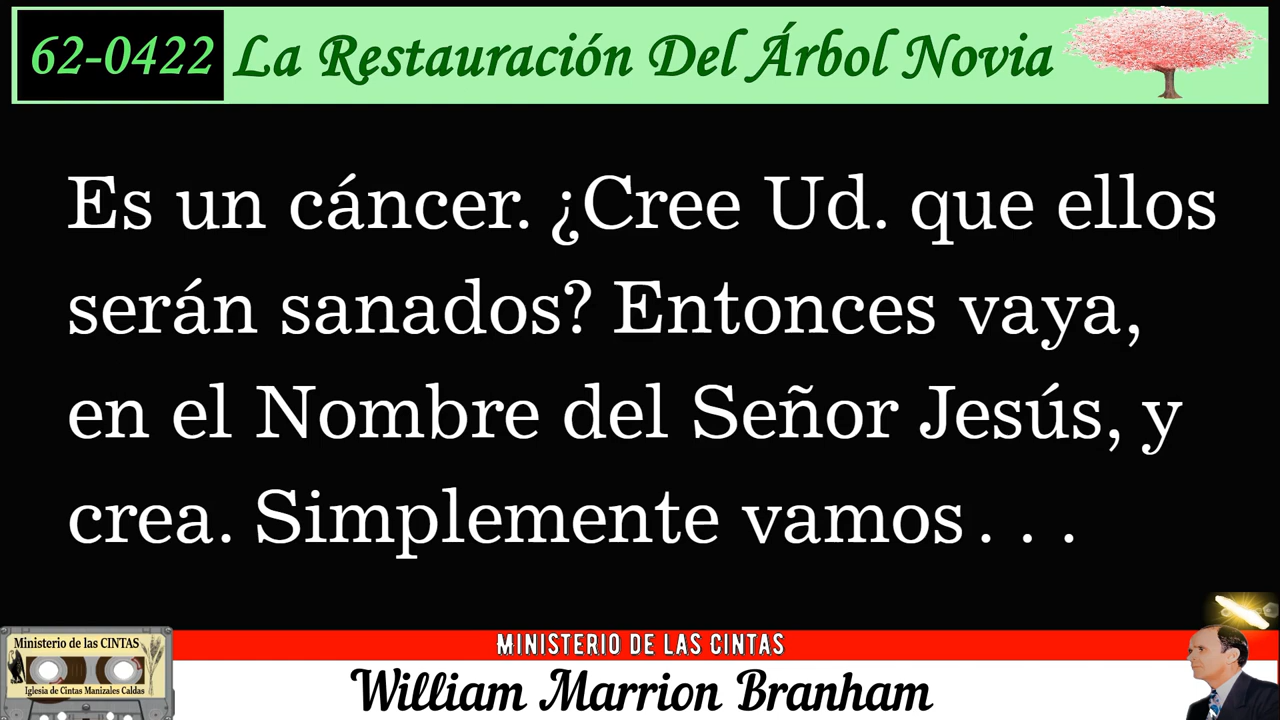 62-0422 La Restauración Del Árbol Novia
Es un cáncer. ¿Cree Ud. que ellos
serán sanados? Entonces vaya,
en el Nombre del Señor Jesús, y
crea. Simplemente vamos . . .
Ministerio de las CINTAS
Iglesia de Cintas Manizales Caldas
MINISTERIO DE LAS CINTAS
William Marrion Branham